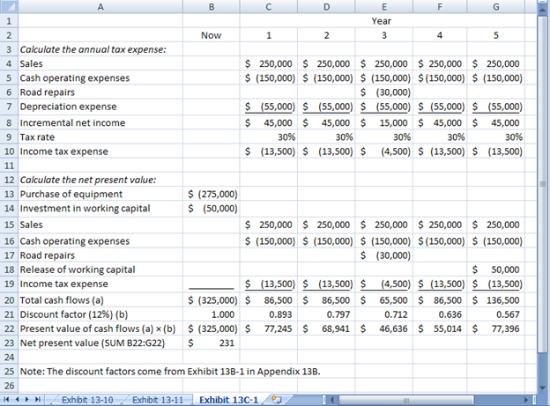 A B C D E F G
1 Year
2 Now 1 2 3 4 5
3 Calculate the annual tax expense:
4 Sales $ 250,000 $ 250,000 $ 250,000 $ 250,000 $ 250,000
5 Cash operating expenses $ (150,000) $ (150,000) $ (150,000) $ (150,000) $ (150,000)
6 Road repairs $ (30,000)
7 Depreciation expense $ (55,000) $ (55,000) $ (55,000) $ (55,000) $ (55,000)
8 Incremental net income $ 45,000 $ 45,000 $ 15,000 $ 45,000 $ 45,000
9 Tax rate 30% 30% 30% 30% 30%
10 Income tax expense $ (13,500) $ (13,500) $ (4,500) $ (13,500) $ (13,500)
11
12 Calculate the net present value:
13 Purchase of equipment $ (275,000)
14 Investment in working capital $ (50,000)
15 Sales $ 250,000 $ 250,000 $ 250,000 $ 250,000 $ 250,000
16 Cash operating expenses $ (150,000) $ (150,000) $ (150,000) $ (150,000) $ (150,000)
17 Road repairs $ (30,000)
18 Release of working capital $ 50,000
19 Income tax expense $ (13,500) $ (13,500) $ (4,500) $ (13,500) $ (13,500)
20 Total cash flows (a) $ (325,000) $ 86,500 $ 86,500 $ 65,500 $ 86,500 $ 136,500
21 Discount factor (12%) (b) 1.000 0.893 0.797 0.712 0.636 0.567
22 Present value of cash flows (a) × (b) $ (325,000) $ 77,245 $ 68,941 $ 46,636 $ 55,014 $ 77,396
23 Net present value (SUM B22:G22) $ 231
24
25 Note: The discount factors come from Exhibit 13B-1 in Appendix 13B.
26
Exhibit 13-10 Exhibit 13-11 Exhibit 13C-1